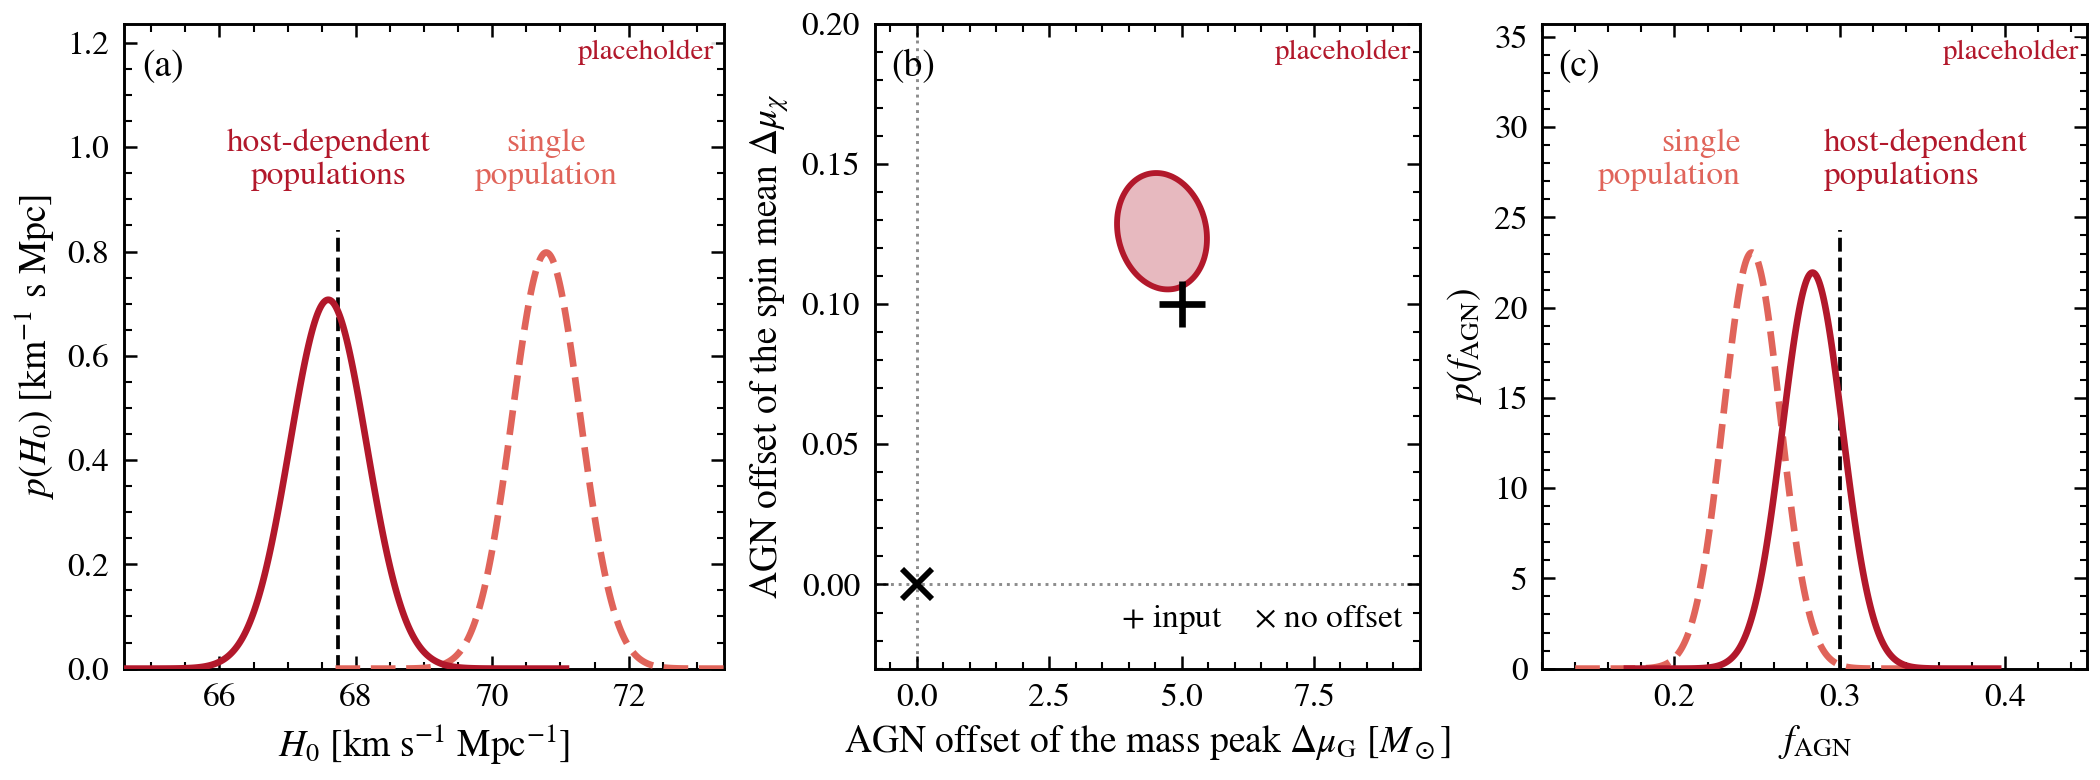 (a)
placeholder
host-dependent
populations
single
population
1.2
1.0
0.8
0.6
0.4
0.2
0.0
p(H₀) [km⁻¹ s Mpc]
66
68
70
72
H₀ [km s⁻¹ Mpc⁻¹]
(b)
placeholder
0.20
0.15
0.10
0.05
0.00
AGN offset of the spin mean Δμᵪ
+ input × no offset
0.0
2.5
5.0
7.5
AGN offset of the mass peak Δμ_G [M_⊙]
(c)
placeholder
single
population
host-dependent
populations
35
30
25
20
15
10
5
0
p(f_AGN)
0.2
0.3
0.4
f_AGN